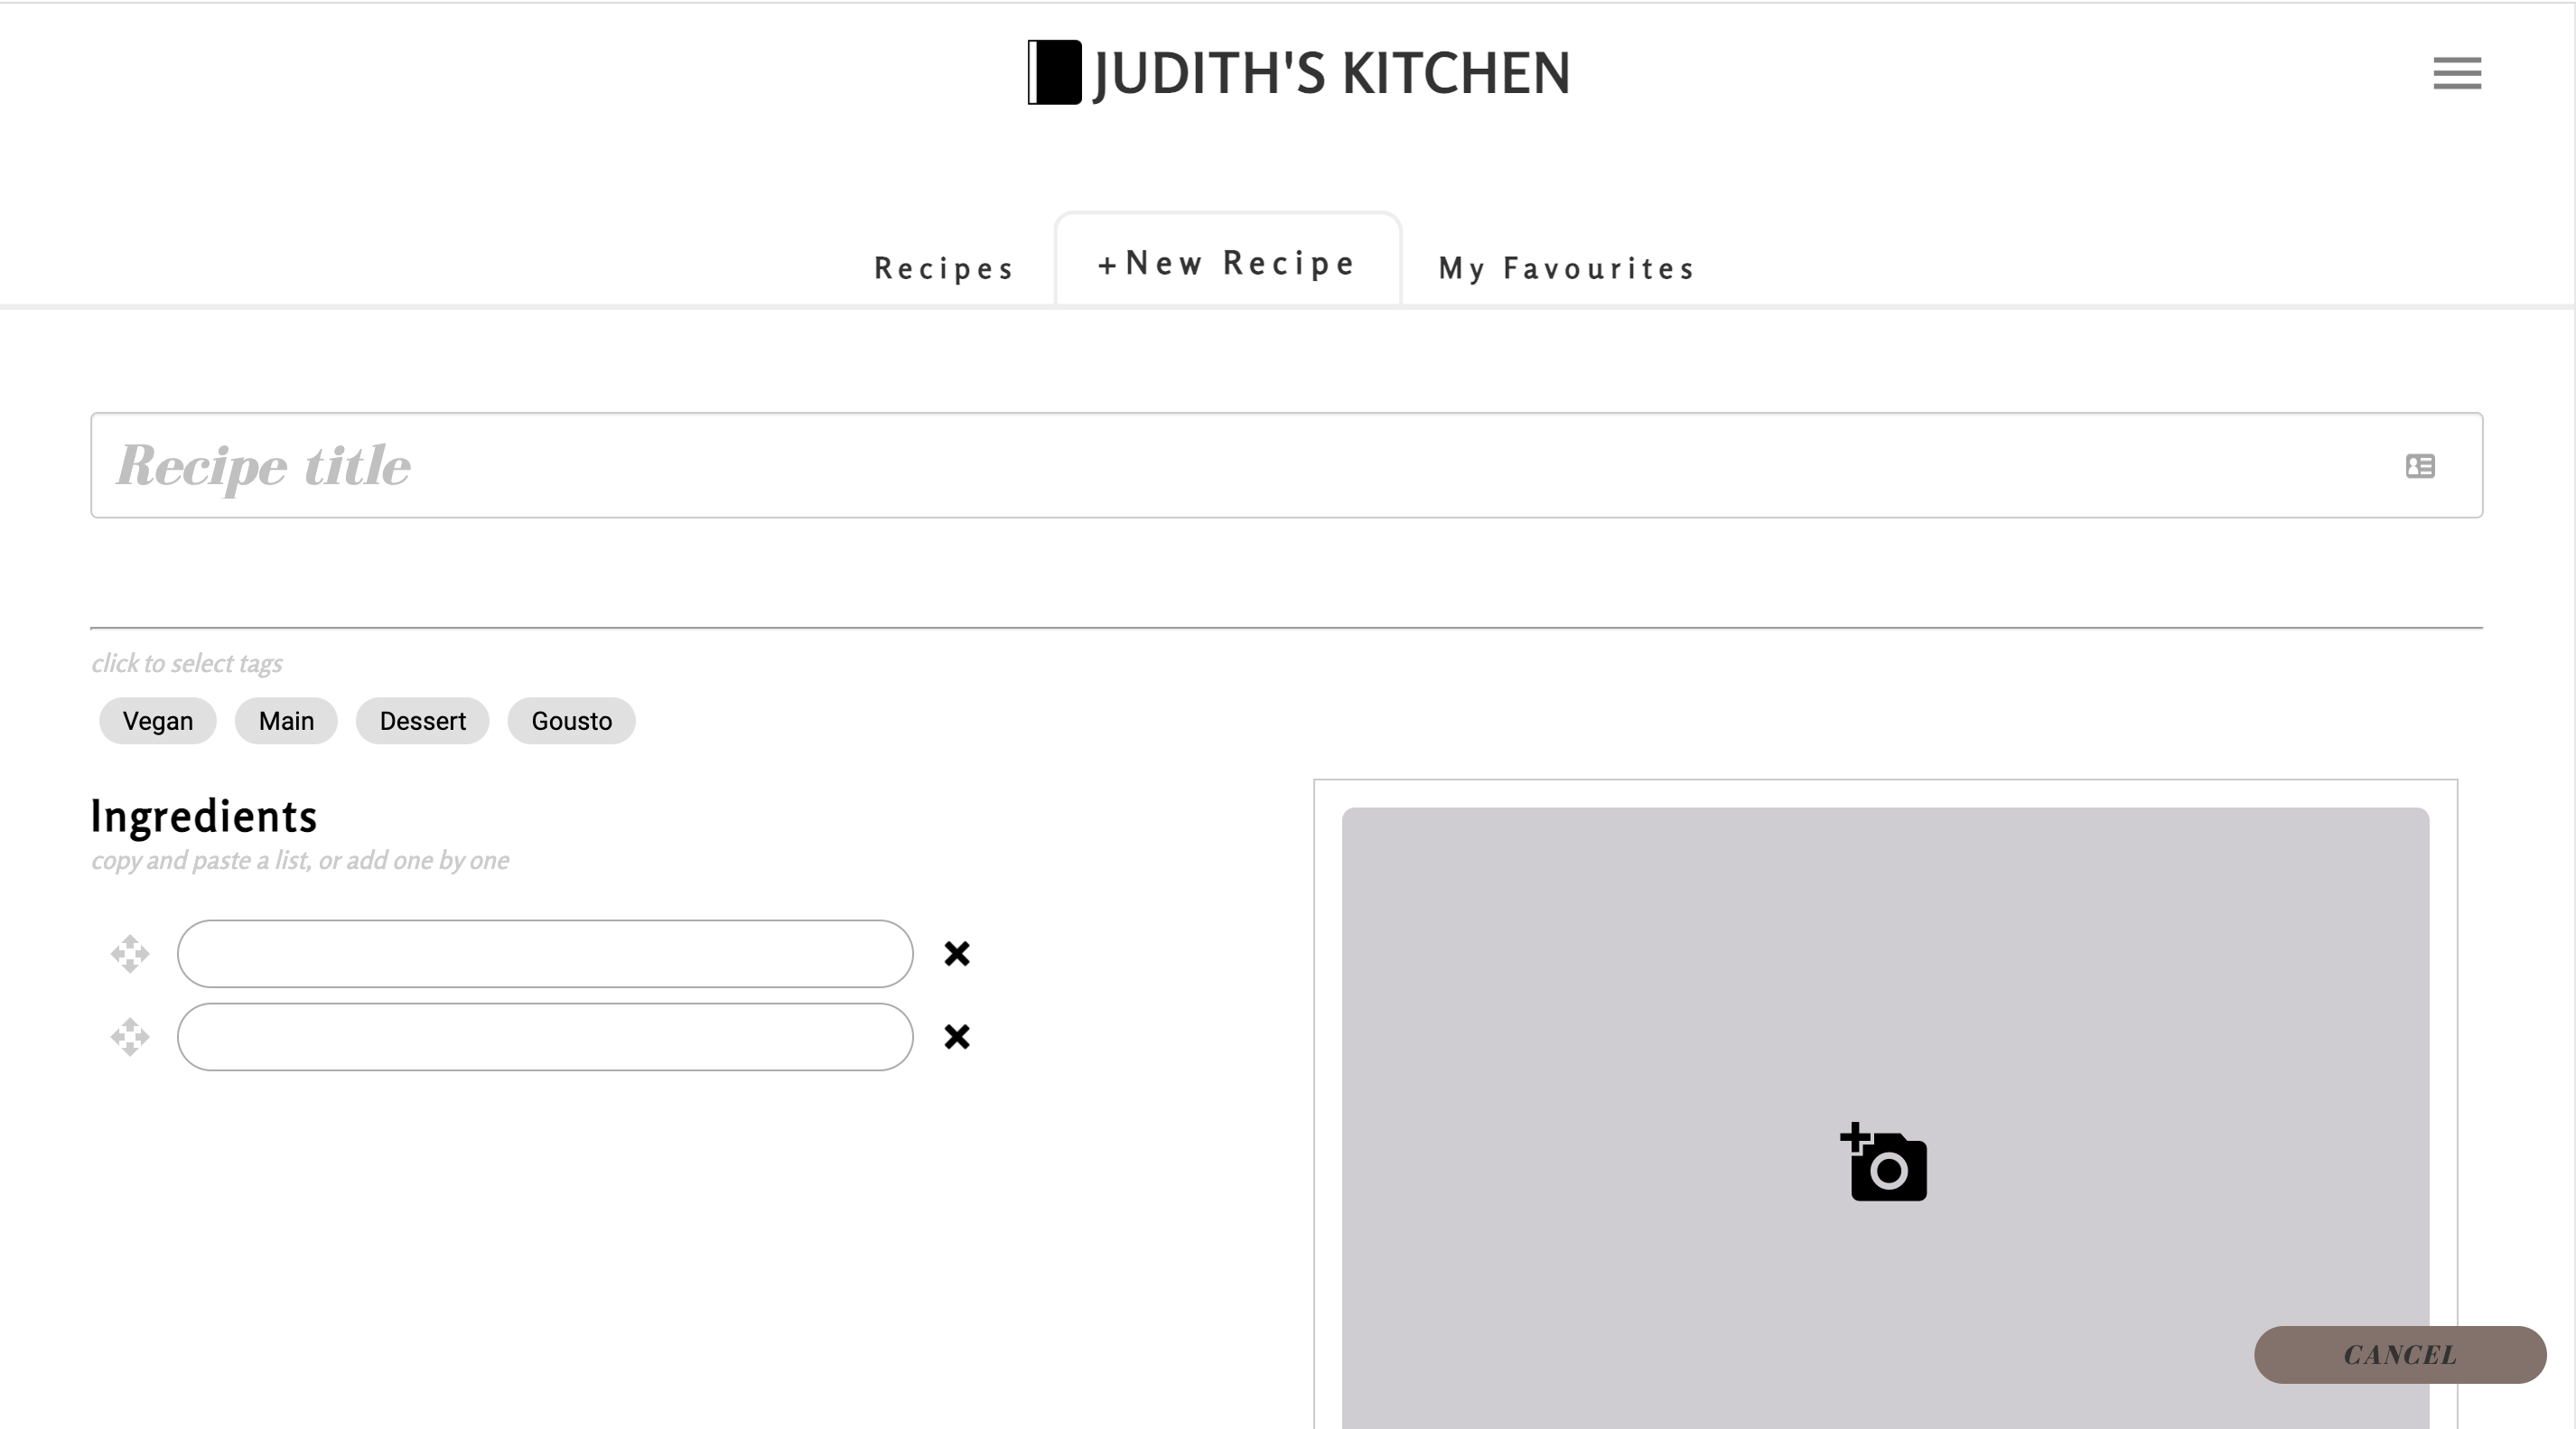 JUDITH'S KITCHEN
Recipes +New Recipe My Favourites
Recipe title
click to select tags
Vegan Main Dessert Gousto
Ingredients
copy and paste a list, or add one by one
CANCEL